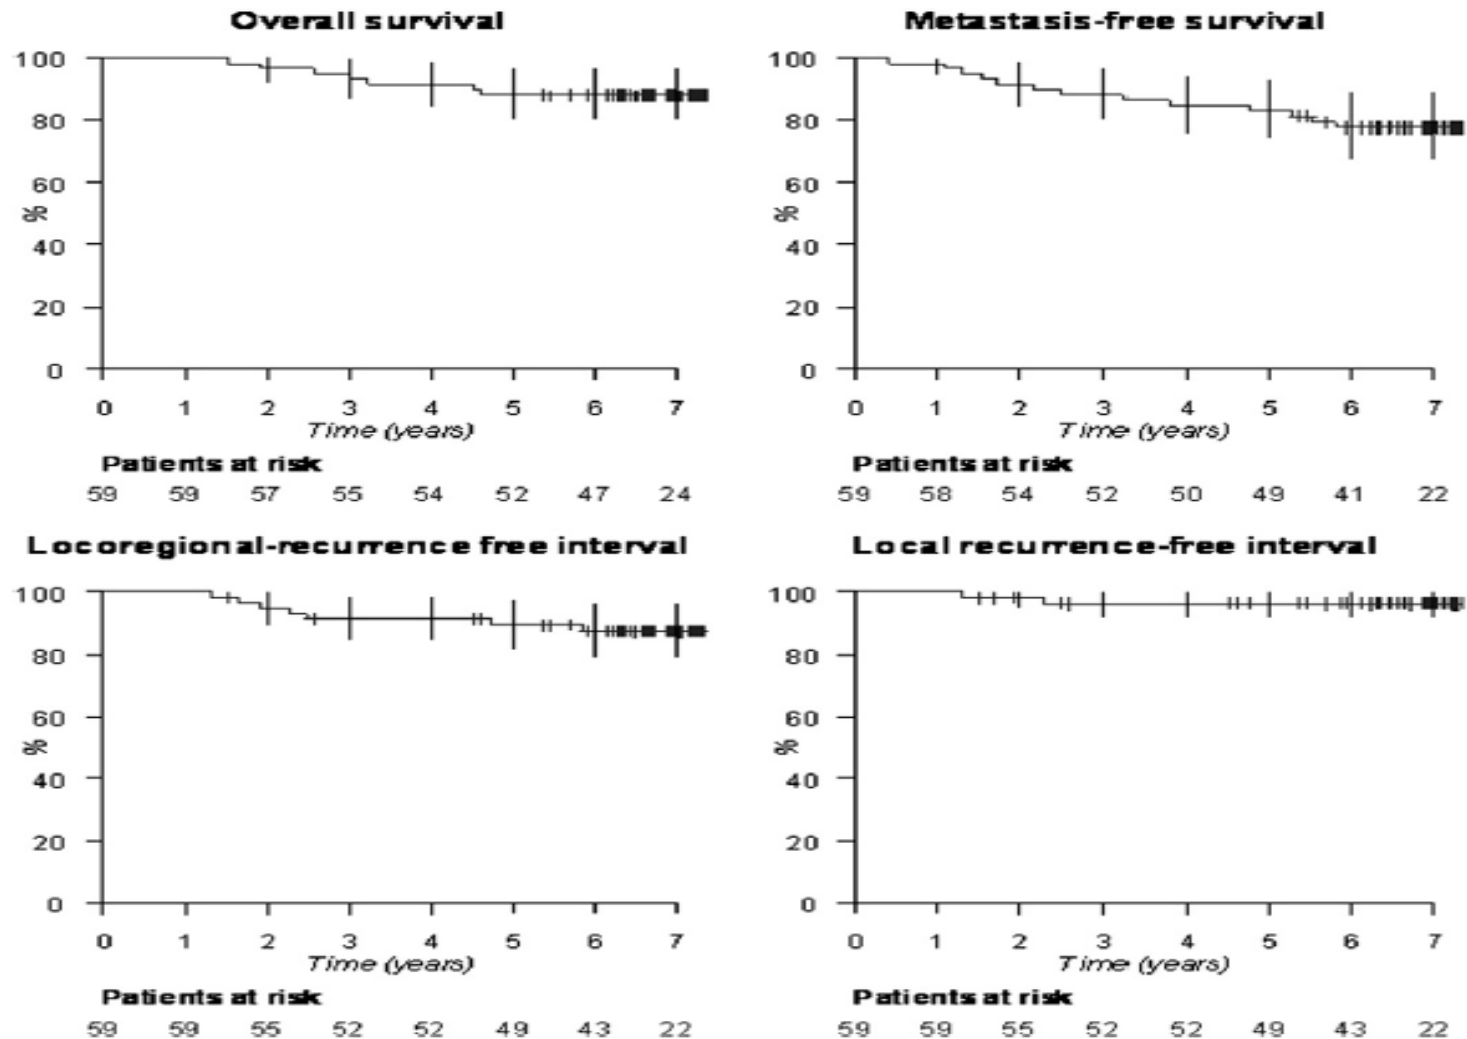 Overall survival
100
80
60
40
20
0
%
0 1 2 3 4 5 6 7
Time (years)
Patients at risk
59 59 57 55 54 52 47 24
Metastasis-free survival
100
80
60
40
20
0
%
0 1 2 3 4 5 6 7
Time (years)
Patients at risk
59 58 54 52 50 49 41 22
Locoregional-recurrence free interval
100
80
60
40
20
0
%
0 1 2 3 4 5 6 7
Time (years)
Patients at risk
59 59 55 52 52 49 43 22
Local recurrence-free interval
100
80
60
40
20
0
%
0 1 2 3 4 5 6 7
Time (years)
Patients at risk
59 59 55 52 52 49 43 22